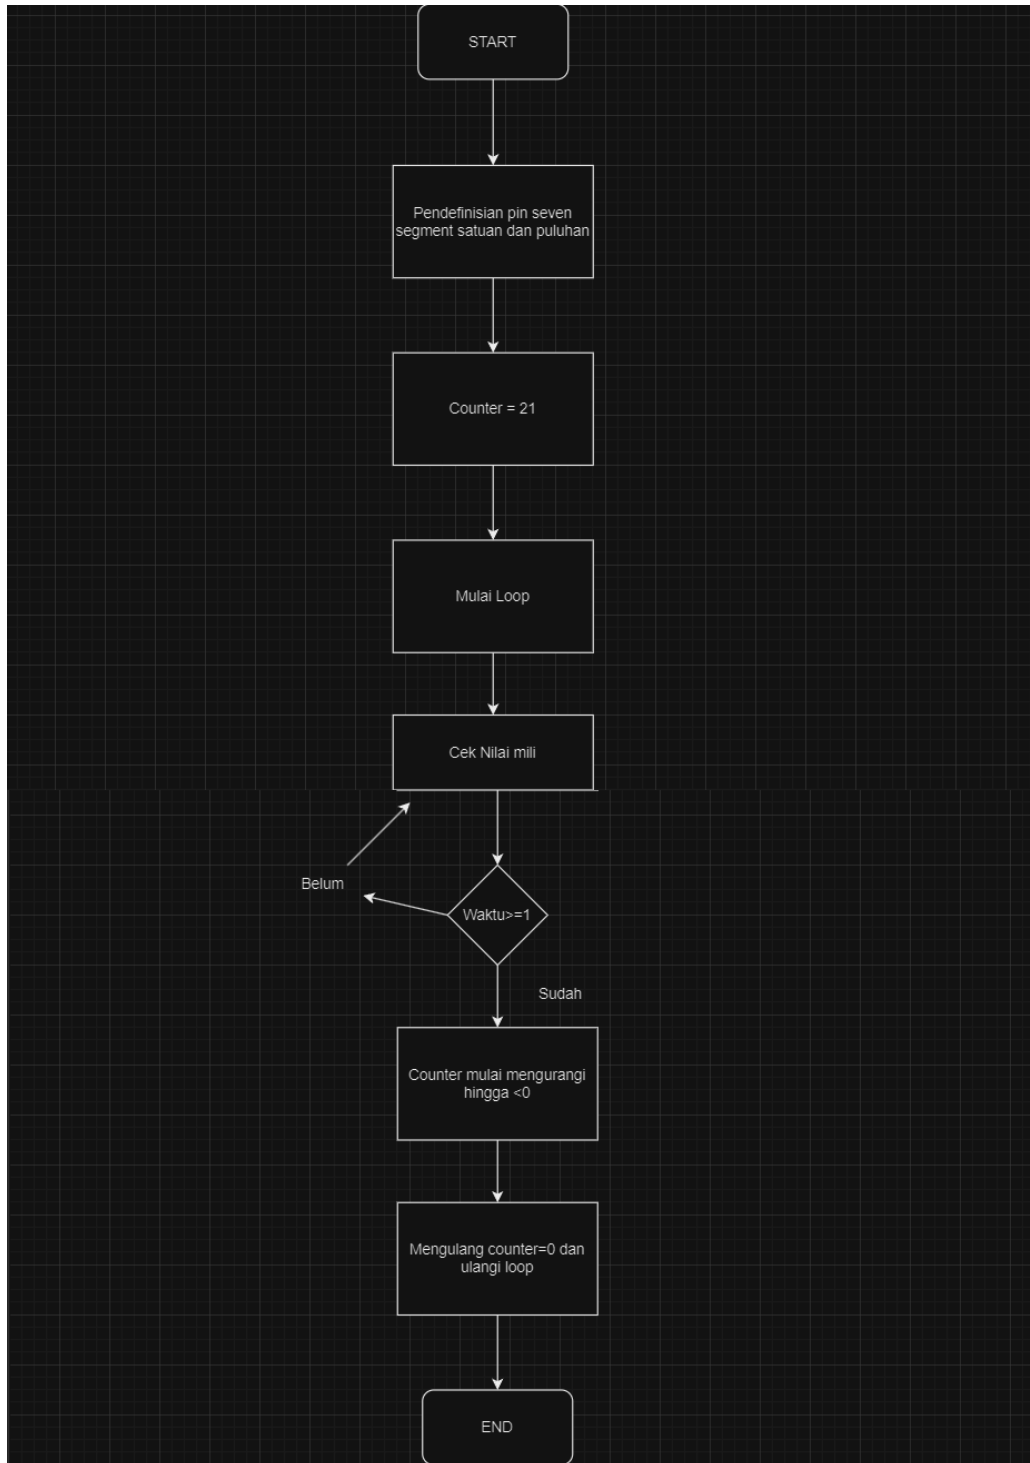 START
Pendefinisian pin seven
segment satuan dan puluhan
Counter = 21
Mulai Loop
Cek Nilai mili
Belum
Waktu>=1
Sudah
Counter mulai mengurangi
hingga <0
Mengulang counter=0 dan
ulangi loop
END